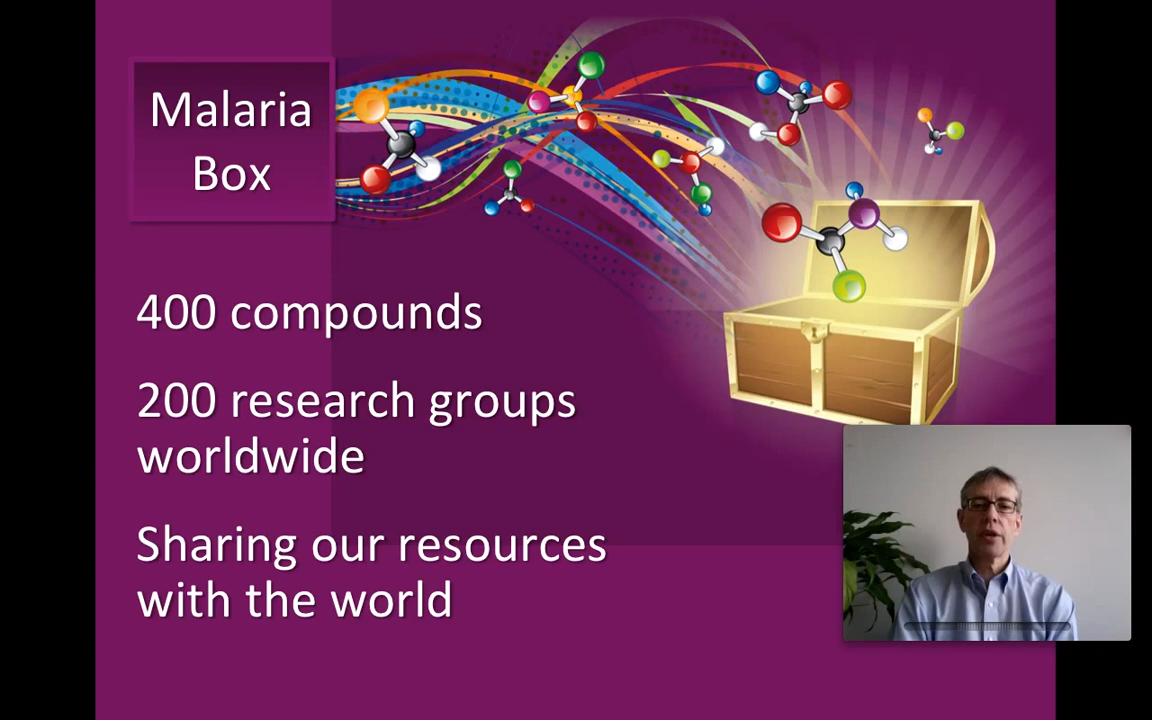 Malaria
Box
400 compounds
200 research groups
worldwide
Sharing our resources
with the world